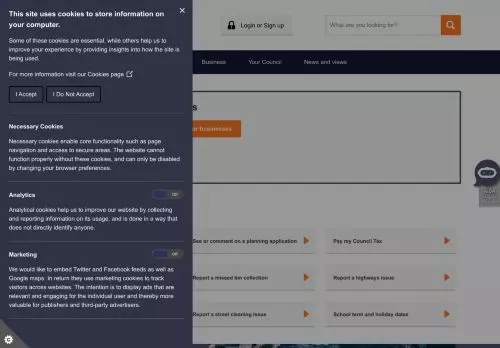 This site uses cookies to store information on
your computer.
Some of these cookies are essential, while others help us to
improve your experience by providing insights into how the site is
being used.
For more information visit our Cookies page
I Accept
I Do Not Accept
Necessary Cookies
Necessary cookies enable core functionality such as page
navigation and access to secure areas. The website cannot
function properly without these cookies, and can only be disabled
by changing your browser preferences.
Analytics
Off
Analytical cookies help us to improve our website by collecting
and reporting information on its usage, and is done in a way that
does not directly identify anyone.
Marketing
Off
We would like to embed Twitter and Facebook feeds as well as
Google maps. In return they use marketing cookies to track
visitors across websites. The intention is to display ads that are
relevant and engaging for the individual user and thereby more
valuable for publishers and third-party advertisers.
Login or Sign up
What are you looking for?
Business
Your Council
News and views
s
or businesses
See or comment on a planning application
Pay my Council Tax
Report a missed bin collection
Report a highways issue
Report a street cleaning issue
School term and holiday dates